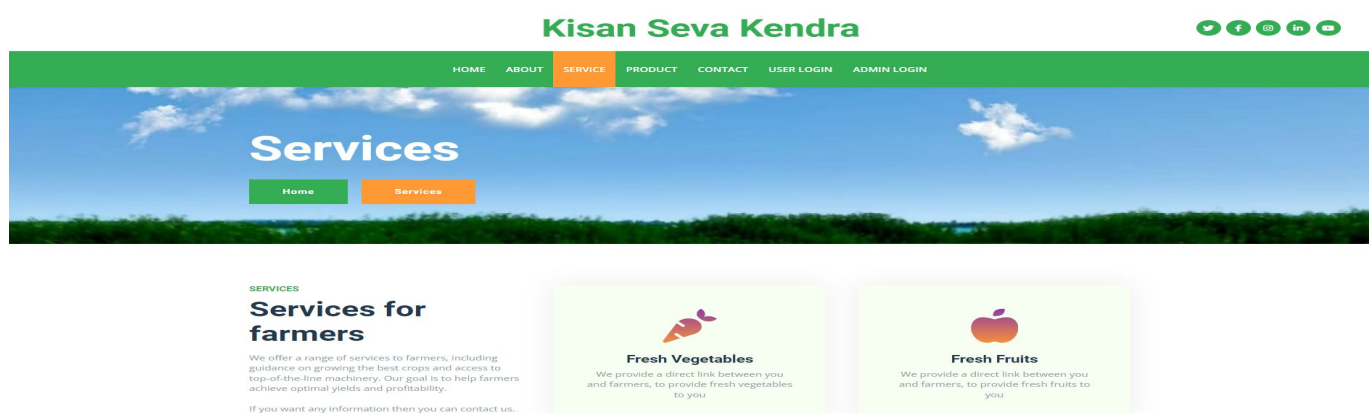 Kisan Seva Kendra
HOME ABOUT SERVICE PRODUCT CONTACT USER LOGIN ADMIN LOGIN
Services
Home Services
SERVICES
Services for
farmers
We offer a range of services to farmers, including
guidance on growing the best crops and access to
top-of-the-line machinery. Our goal is to help farmers
achieve optimal yields and profitability.
If you want any information then you can contact us.
Fresh Vegetables
We provide a direct link between you
and farmers, to provide fresh vegetables
to you
Fresh Fruits
We provide a direct link between you
and farmers, to provide fresh fruits to
you